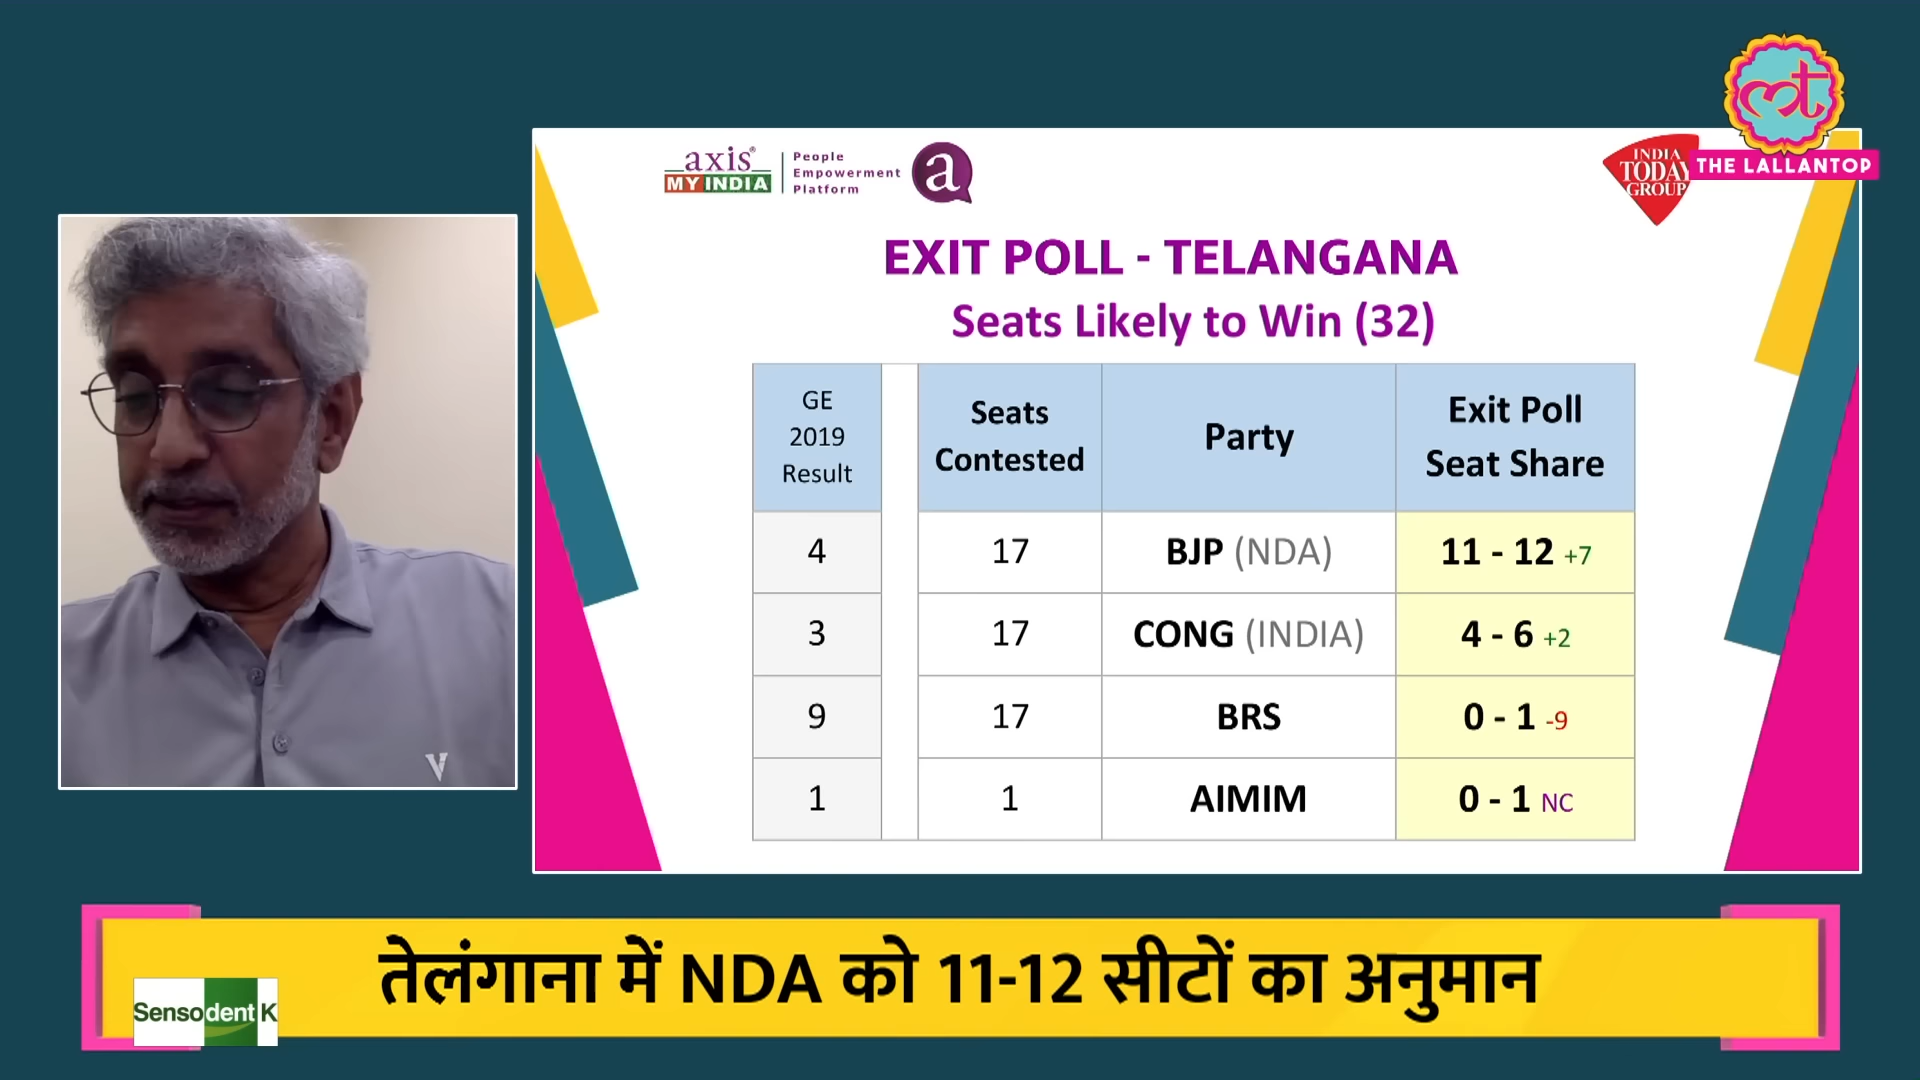 axis
MY INDIA
People
Empowerment
Platform
a
INDIA
TODAY
GROUP
THE LALLANTOP
EXIT POLL - TELANGANA
Seats Likely to Win (32)
GE
2019
Result
Seats
Contested
Party
Exit Poll
Seat Share
4 17 BJP (NDA) 11 - 12 +7
3 17 CONG (INDIA) 4 - 6 +2
9 17 BRS 0 - 1 -9
1 1 AIMIM 0 - 1 NC
तेलंगाना में NDA को 11-12 सीटों का अनुमान
Sensodent K